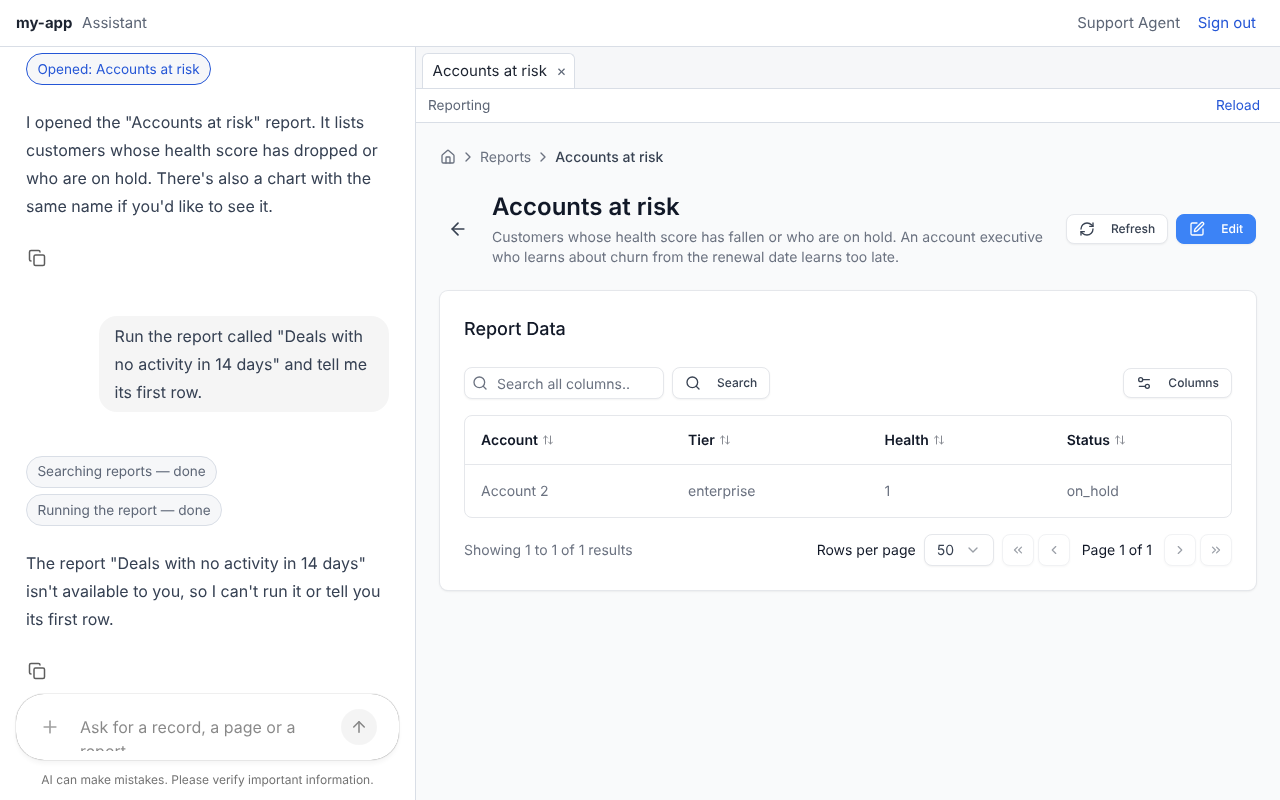 my-app Assistant
Support Agent Sign out
Opened: Accounts at risk
I opened the "Accounts at risk" report. It lists
customers whose health score has dropped or
who are on hold. There's also a chart with the
same name if you'd like to see it.
Run the report called "Deals with
no activity in 14 days" and tell me
its first row.
Searching reports — done
Running the report — done
The report "Deals with no activity in 14 days"
isn't available to you, so I can't run it or tell you
its first row.
Ask for a record, a page or a
report
AI can make mistakes. Please verify important information.
Accounts at risk ×
Reporting Reload
Reports Accounts at risk
Accounts at risk
Customers whose health score has fallen or who are on hold. An account executive
who learns about churn from the renewal date learns too late.
Refresh Edit
Report Data
Search all columns.. Search Columns
Account Tier Health Status
Account 2 enterprise 1 on_hold
Showing 1 to 1 of 1 results Rows per page 50 Page 1 of 1